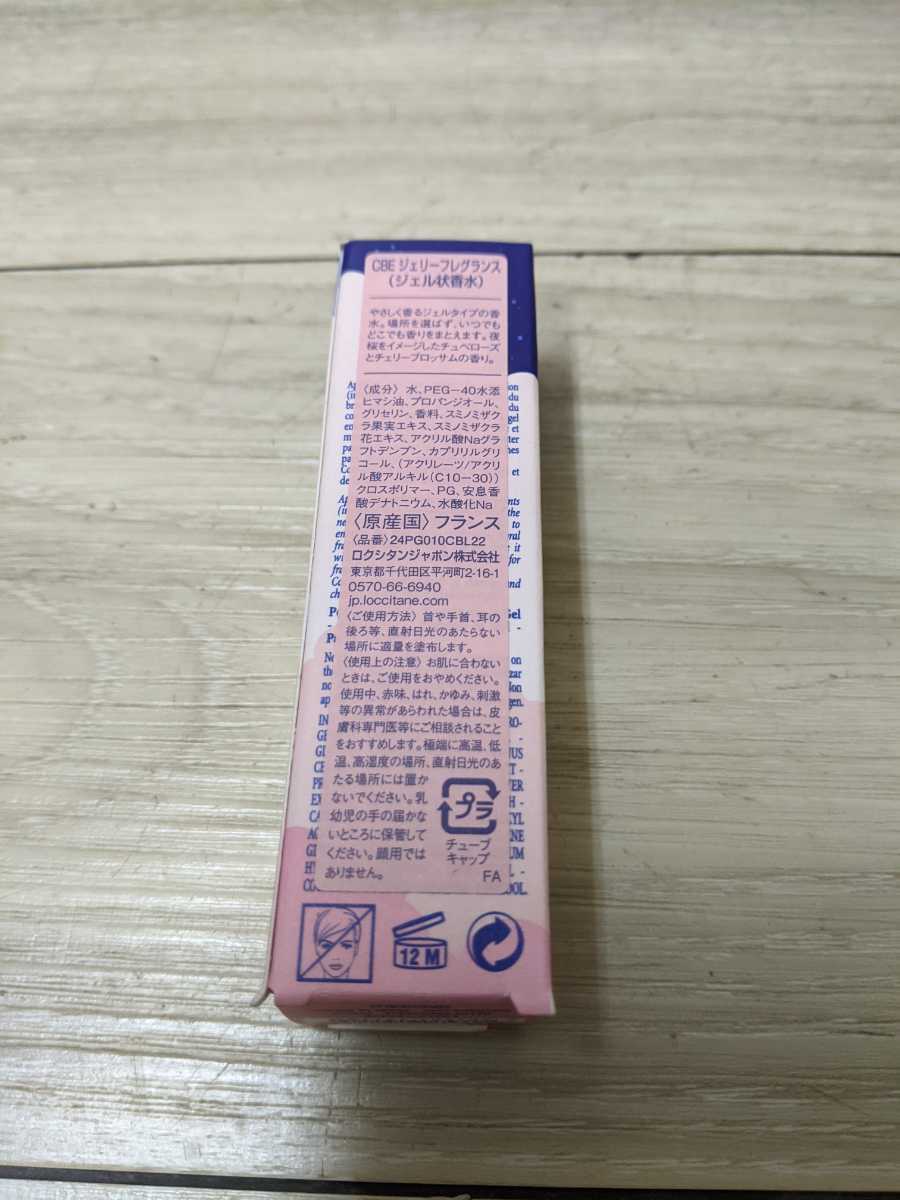 CBE ジェリーフレグランス
(ジェル状香水)
やさしく香るジェルタイプの香
水。場所を選ばず、いつでも
どこでも香りをまとえます。夜
桜をイメージしたチュベローズ
とチェリーブロッサムの香り。
〈成分〉水、PEG-40水添
ヒマシ油、プロパンジオール、
グリセリン、香料、スミノミザク
ラ果実エキス、スミノミザクラ
花エキス、アクリル酸Naグラ
フトデンプン、カプリリルグリ
コール、(アクリレーツ/アクリ
ル酸アルキル(C10-30))
クロスポリマー、PG、安息香
酸デナトニウム、水酸化Na
〈原産国〉フランス
〈品番〉24PG010CBL22
ロクシタンジャポン株式会社
東京都千代田区平河町2-16-1
0570-66-6940
jp.loccitane.com
〈ご使用方法〉首や手首、耳の
後ろ等、直射日光のあたらない
場所に適量を塗布します。
〈使用上の注意〉お肌に合わない
ときは、ご使用をおやめください。
使用中、赤味、はれ、かゆみ、刺激
等の異常があらわれた場合は、皮
膚科専門医等にご相談されること
をおすすめします。極端に高温、低
温、高湿度の場所、直射日光のあ
たる場所には置か
ないでください。乳
幼児の手の届かな
いところに保管して
ください。顔用では
ありません。
プラ
チューブ
キャップ
FA
12 M